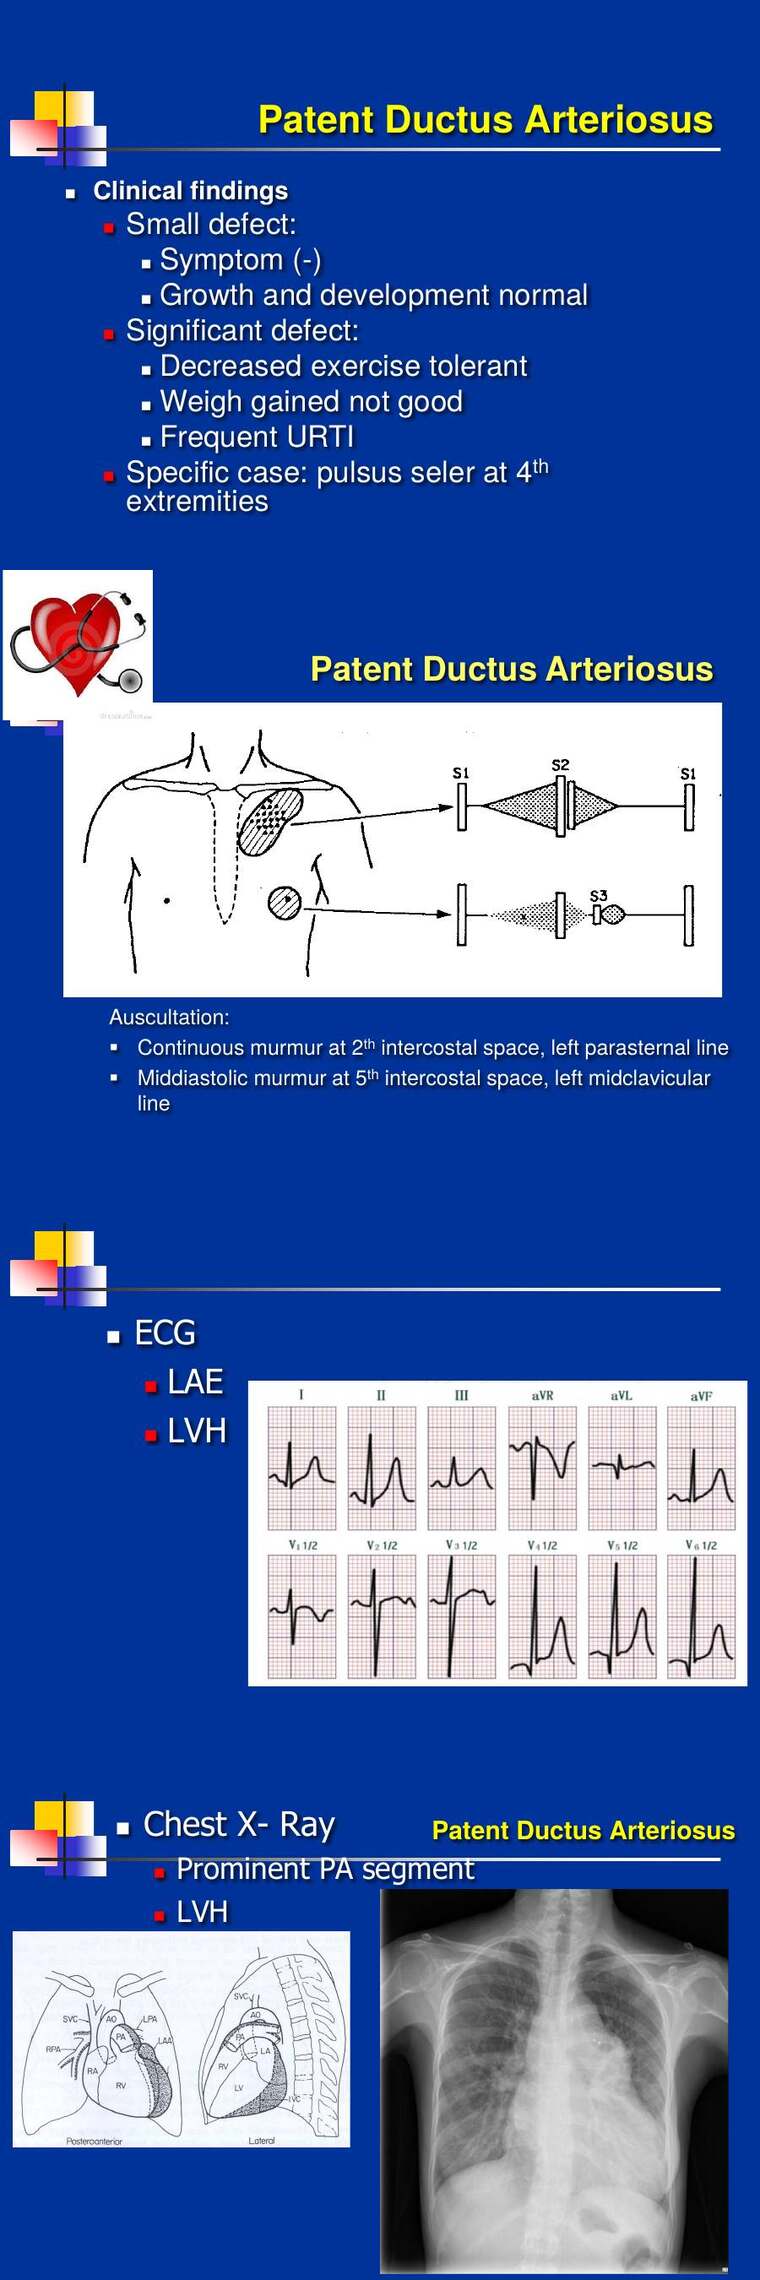 Patent Ductus Arteriosus
Clinical findings
Small defect:
Symptom (-)
Growth and development normal
Significant defect:
Decreased exercise tolerant
Weigh gained not good
Frequent URTI
Specific case: pulsus seler at 4th
extremities
Patent Ductus Arteriosus
S1 S2 S1
S3
Auscultation:
Continuous murmur at 2th intercostal space, left parasternal line
Middiastolic murmur at 5th intercostal space, left midclavicular
line
ECG
LAE
LVH
I II III aVR aVL aVF
V1 1/2 V2 1/2 V3 1/2 V4 1/2 V5 1/2 V6 1/2
Chest X- Ray
Patent Ductus Arteriosus
Prominent PA segment
LVH
SVC AO LPA
PA LAA
RPA
RA
RV
Posteroanterior
SVC
AO
PA
LA
RV
LV
IVC
Lateral